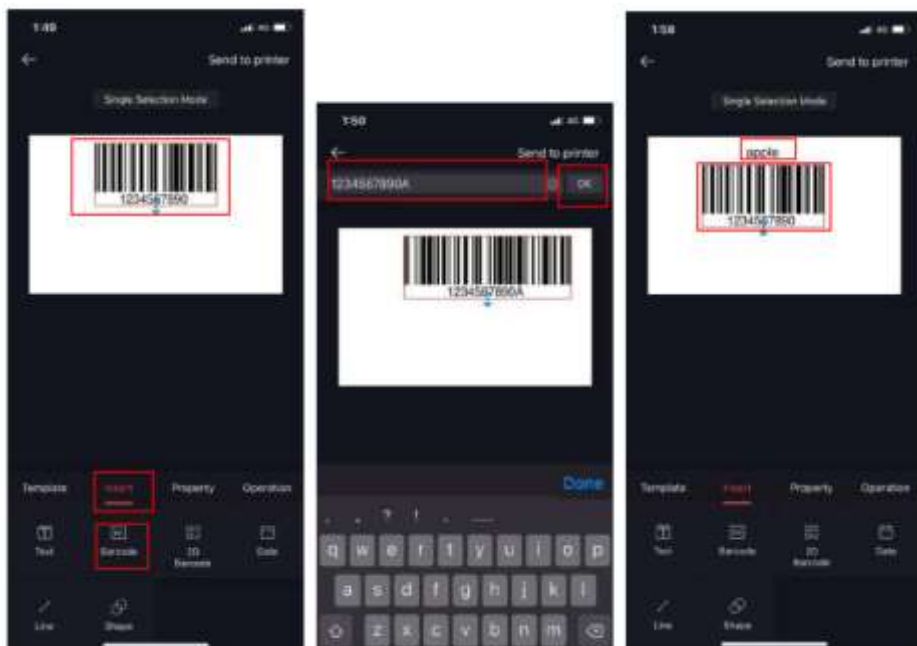 1:49
Send to printer
Single Selection Mode
1234567890
Template Insert Property Operation
Text Barcode 2D Barcode Date
Line Shape
1:50
4G
Send to printer
1234567890A
OK
1234567890A
Done
, . ? !
q w e r t y u i o p
a s d f g h j k l
z x c v b n m
1:58
4G
Send to printer
Single Selection Mode
apple
1234567890
Template Insert Property Operation
Text Barcode 2D Barcode Date
Line Shape